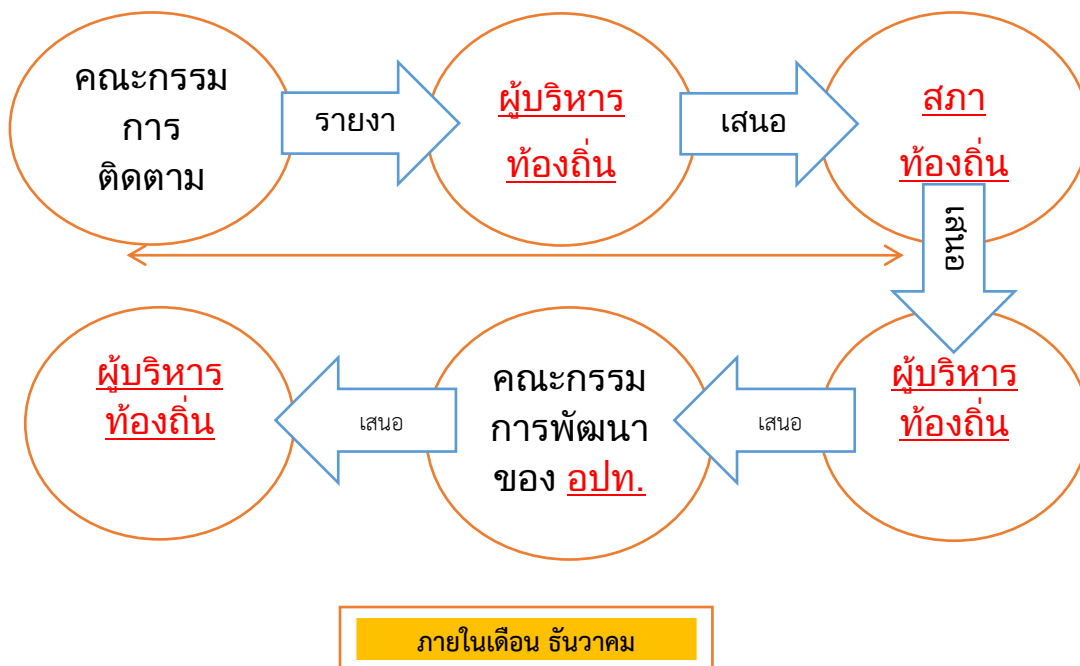 คณะกรรม
การ
ติดตาม
รายงา
ผู้บริหาร
ท้องถิ่น
เสนอ
สภา
ท้องถิ่น
เสนอ
ผู้บริหาร
ท้องถิ่น
เสนอ
คณะกรรม
การพัฒนา
ของ อปท.
เสนอ
ผู้บริหาร
ท้องถิ่น
ภายในเดือน ธันวาคม